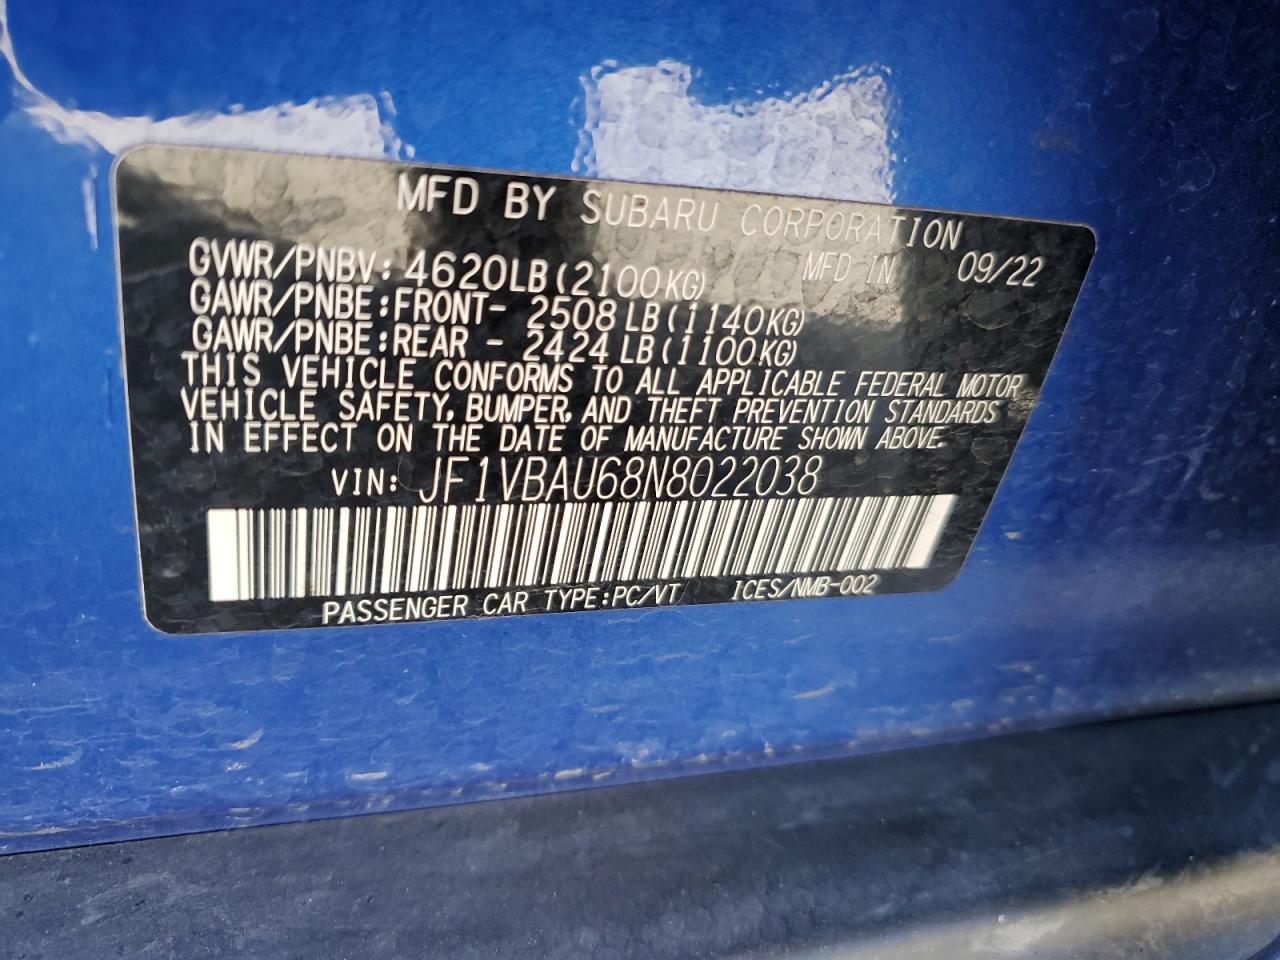 MFD BY SUBARU CORPORATION
GVWR/PNBV: 4620LB(2100KG) MFD IN 09/22
GAWR/PNBE:FRONT- 2508 LB(1140KG)
GAWR/PNBE:REAR - 2424 LB(1100KG)
THIS VEHICLE CONFORMS TO ALL APPLICABLE FEDERAL MOTOR
VEHICLE SAFETY, BUMPER, AND THEFT PREVENTION STANDARDS
IN EFFECT ON THE DATE OF MANUFACTURE SHOWN ABOVE.
VIN: JF1VBAU68N8022038
PASSENGER CAR TYPE:PC/VT ICES/NMB-002